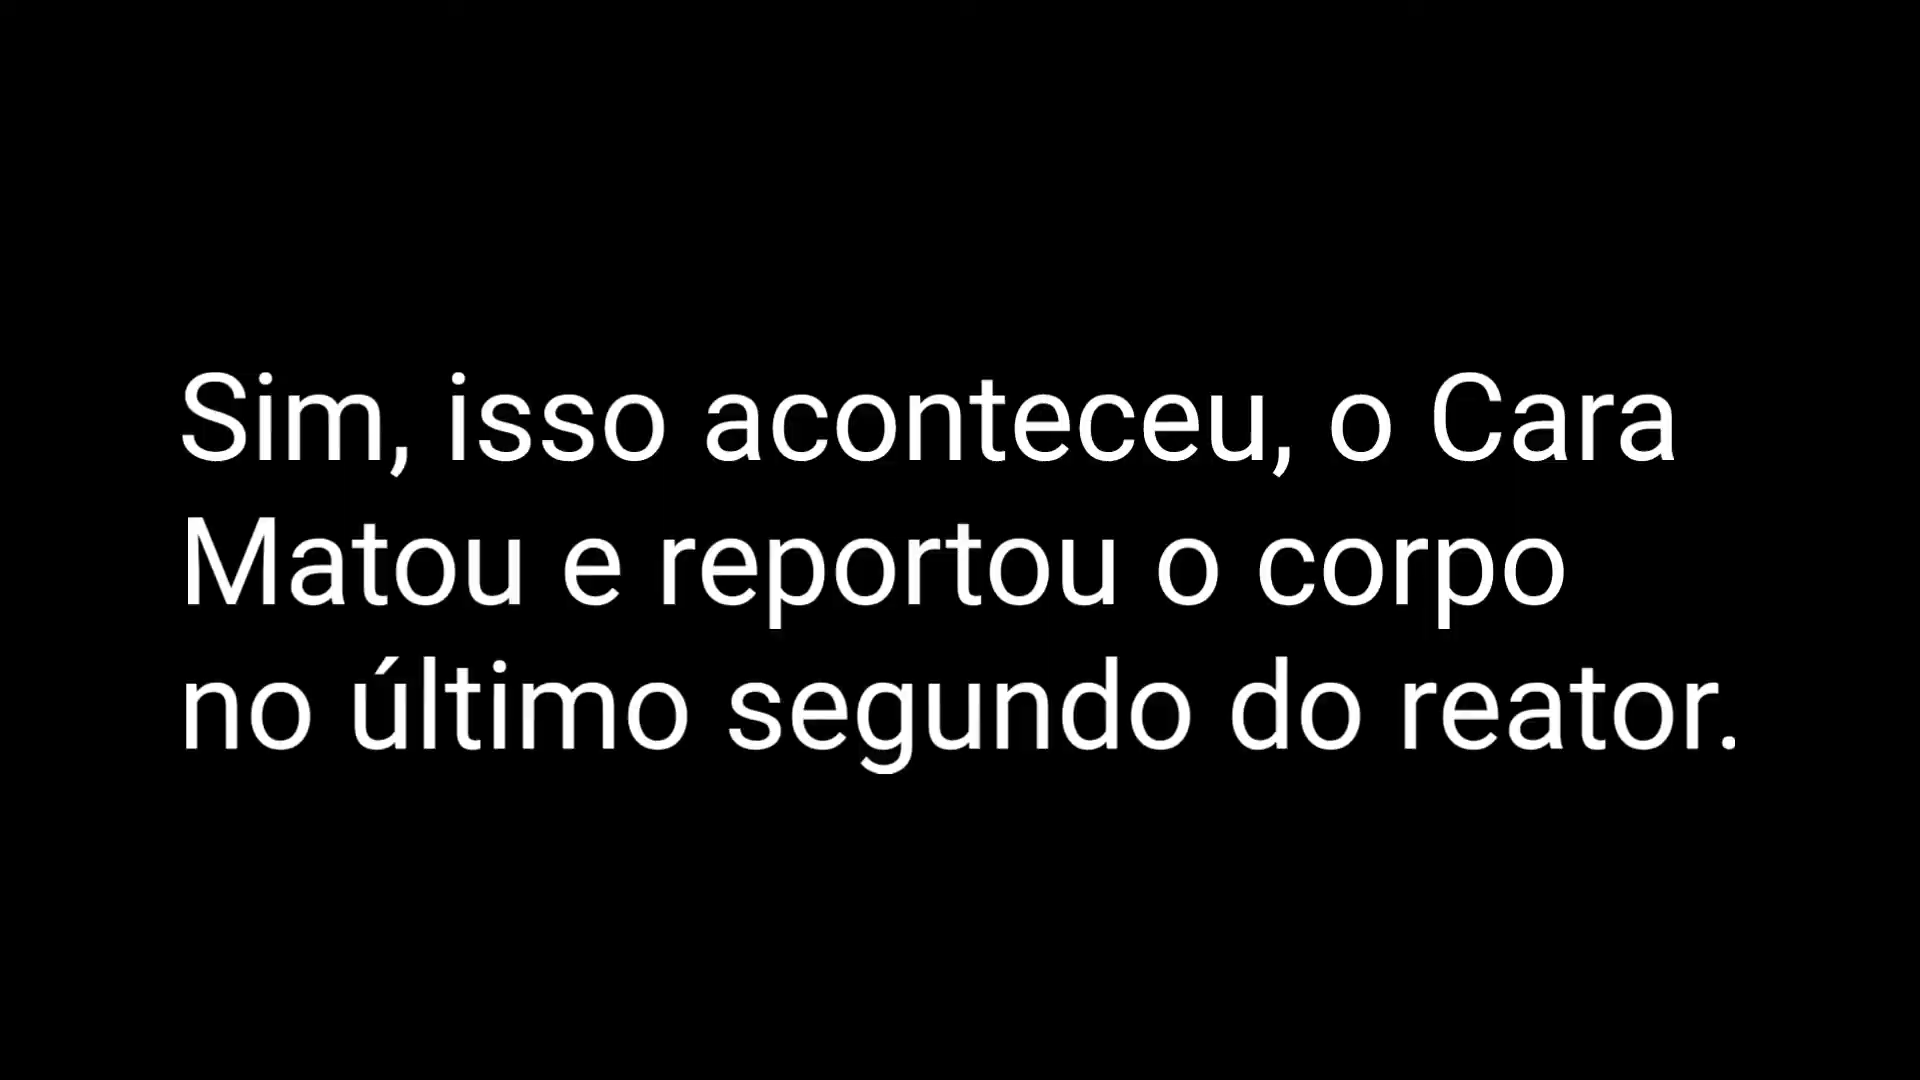 Sim, isso aconteceu, o Cara
Matou e reportou o corpo
no último segundo do reator.